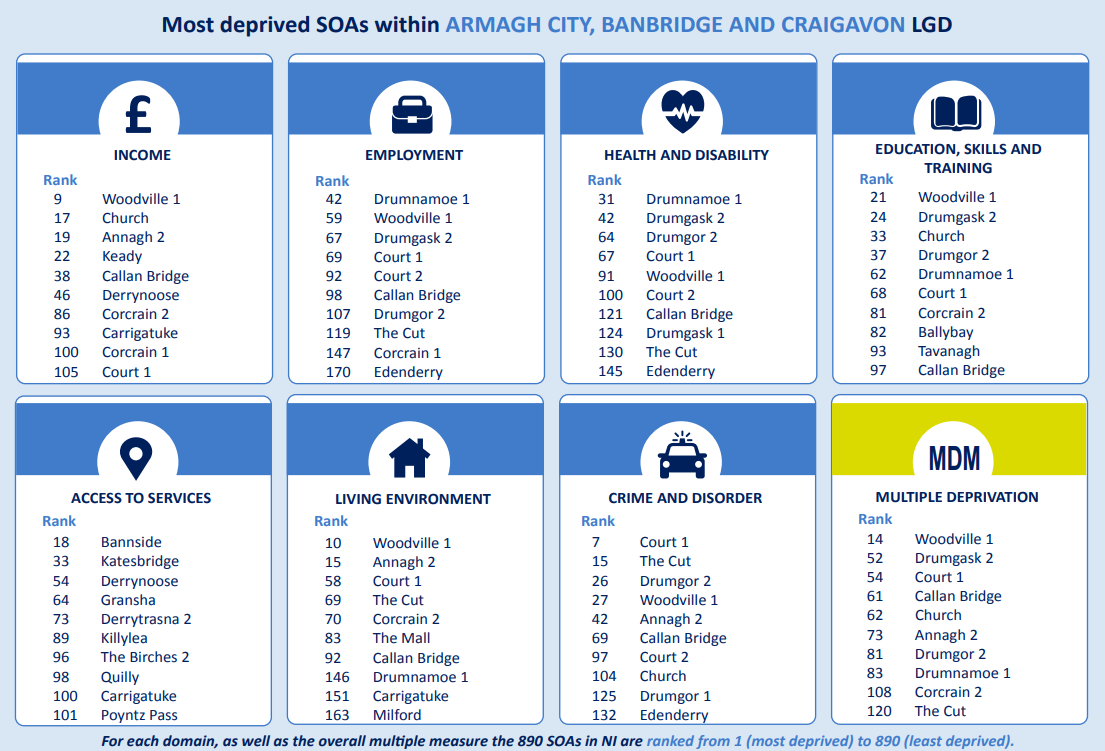 Most deprived SOAs within ARMAGH CITY, BANBRIDGE AND CRAIGAVON LGD
£
INCOME
Rank
9 Woodville 1
17 Church
19 Annagh 2
22 Keady
38 Callan Bridge
46 Derrynoose
86 Corcrain 2
93 Carrigatuke
100 Corcrain 1
105 Court 1
EMPLOYMENT
Rank
42 Drumnamoe 1
59 Woodville 1
67 Drumgask 2
69 Court 1
92 Court 2
98 Callan Bridge
107 Drumgor 2
119 The Cut
147 Corcrain 1
170 Edenderry
HEALTH AND DISABILITY
Rank
31 Drumnamoe 1
42 Drumgask 2
64 Drumgor 2
67 Court 1
91 Woodville 1
100 Court 2
121 Callan Bridge
124 Drumgask 1
130 The Cut
145 Edenderry
EDUCATION, SKILLS AND
TRAINING
Rank
21 Woodville 1
24 Drumgask 2
33 Church
37 Drumgor 2
62 Drumnamoe 1
68 Court 1
81 Corcrain 2
82 Ballybay
93 Tavanagh
97 Callan Bridge
ACCESS TO SERVICES
Rank
18 Bannside
33 Katesbridge
54 Derrynoose
64 Gransha
73 Derrytrasna 2
89 Killylea
96 The Birches 2
98 Quilly
100 Carrigatuke
101 Poyntz Pass
LIVING ENVIRONMENT
Rank
10 Woodville 1
15 Annagh 2
58 Court 1
69 The Cut
70 Corcrain 2
83 The Mall
92 Callan Bridge
146 Drumnamoe 1
151 Carrigatuke
163 Milford
CRIME AND DISORDER
Rank
7 Court 1
15 The Cut
26 Drumgor 2
27 Woodville 1
42 Annagh 2
69 Callan Bridge
97 Court 2
104 Church
125 Drumgor 1
132 Edenderry
MDM
MULTIPLE DEPRIVATION
Rank
14 Woodville 1
52 Drumgask 2
54 Court 1
61 Callan Bridge
62 Church
73 Annagh 2
81 Drumgor 2
83 Drumnamoe 1
108 Corcrain 2
120 The Cut
For each domain, as well as the overall multiple measure the 890 SOAs in NI are ranked from 1 (most deprived) to 890 (least deprived).